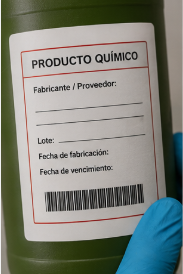 PRODUCTO QUÍMICO
Fabricante / Proveedor:
Lote:
Fecha de fabricación:
Fecha de vencimiento: